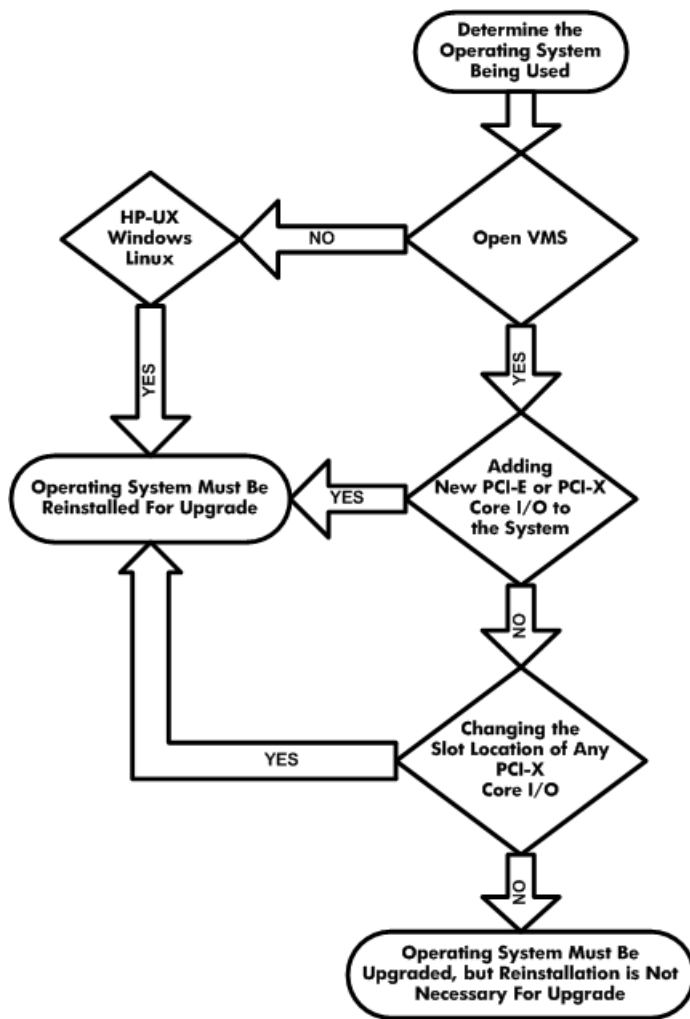 Determine the
Operating System
Being Used
Open VMS
NO
HP-UX
Windows
Linux
YES
YES
Adding
New PCI-E or PCI-X
Core I/O to
the System
YES
Operating System Must Be
Reinstalled For Upgrade
NO
Changing the
Slot Location of Any
PCI-X
Core I/O
YES
NO
Operating System Must Be
Upgraded, but Reinstallation is Not
Necessary For Upgrade